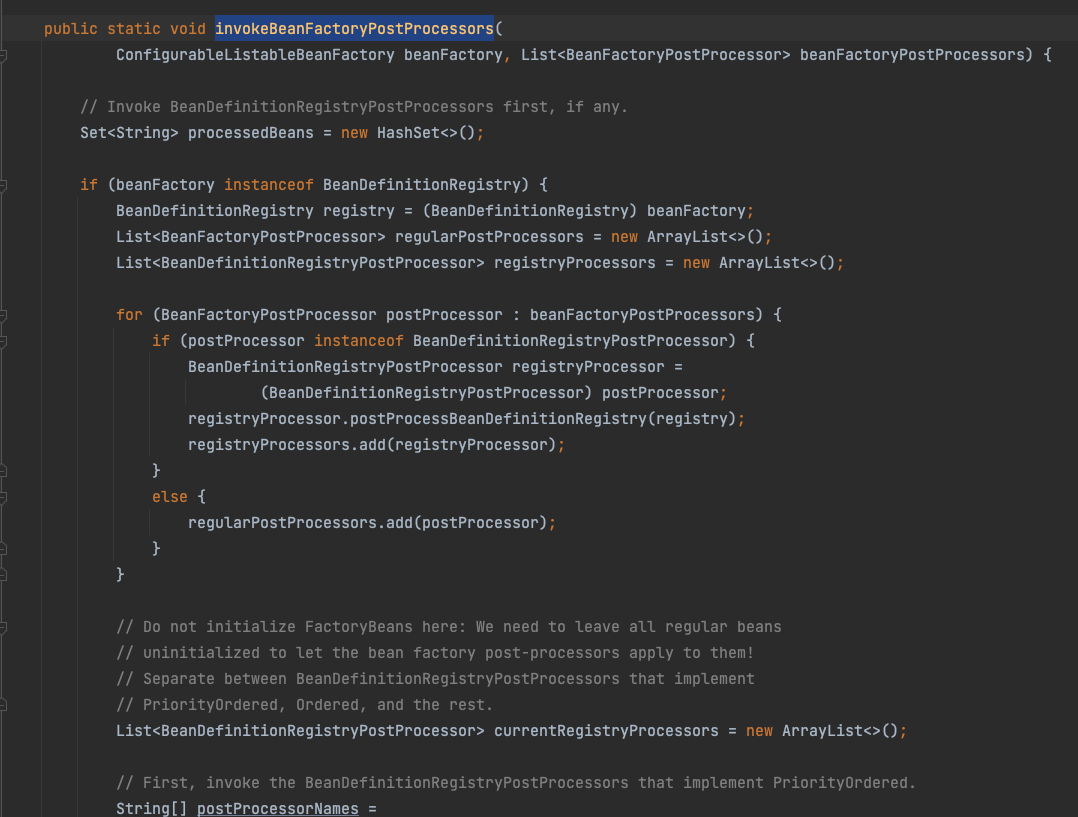 public static void invokeBeanFactoryPostProcessors(
ConfigurableListableBeanFactory beanFactory, List<BeanFactoryPostProcessor> beanFactoryPostProcessors) {
// Invoke BeanDefinitionRegistryPostProcessors first, if any.
Set<String> processedBeans = new HashSet<>();
if (beanFactory instanceof BeanDefinitionRegistry) {
BeanDefinitionRegistry registry = (BeanDefinitionRegistry) beanFactory;
List<BeanFactoryPostProcessor> regularPostProcessors = new ArrayList<>();
List<BeanDefinitionRegistryPostProcessor> registryProcessors = new ArrayList<>();
for (BeanFactoryPostProcessor postProcessor : beanFactoryPostProcessors) {
if (postProcessor instanceof BeanDefinitionRegistryPostProcessor) {
BeanDefinitionRegistryPostProcessor registryProcessor =
(BeanDefinitionRegistryPostProcessor) postProcessor;
registryProcessor.postProcessBeanDefinitionRegistry(registry);
registryProcessors.add(registryProcessor);
}
else {
regularPostProcessors.add(postProcessor);
}
}
// Do not initialize FactoryBeans here: We need to leave all regular beans
// uninitialized to let the bean factory post-processors apply to them!
// Separate between BeanDefinitionRegistryPostProcessors that implement
// PriorityOrdered, Ordered, and the rest.
List<BeanDefinitionRegistryPostProcessor> currentRegistryProcessors = new ArrayList<>();
// First, invoke the BeanDefinitionRegistryPostProcessors that implement PriorityOrdered.
String[] postProcessorNames =